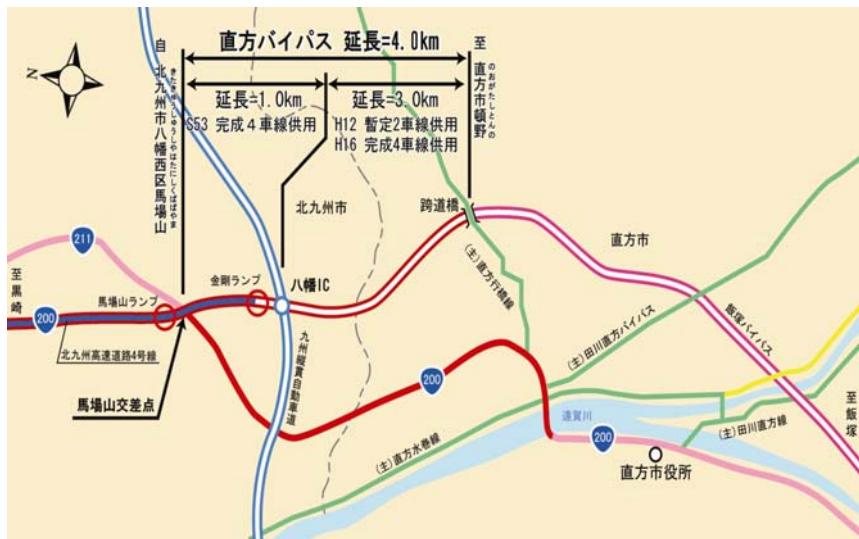 直方バイパス 延長=4.0km
延長=1.0km
S53 完成４車線供用
延長=3.0km
H12 暫定2車線供用
H16 完成4車線供用
自 北九州市八幡西区馬場山
きたきゅうしゅうしやはたにしくばばやま
至 直方市頓野
のおがたしとんの
N
北九州市
跨道橋
直方市
211
(主)直方行橋線
至黒崎
馬場山ランプ
金剛ランプ
八幡IC
200
北九州高速道路4号線
九州縦貫自動車道
(主)田川直方バイパス
飯塚バイパス
馬場山交差点
200
至飯塚
遠賀川
(主)田川直方線
(主)直方水巻線
200
直方市役所